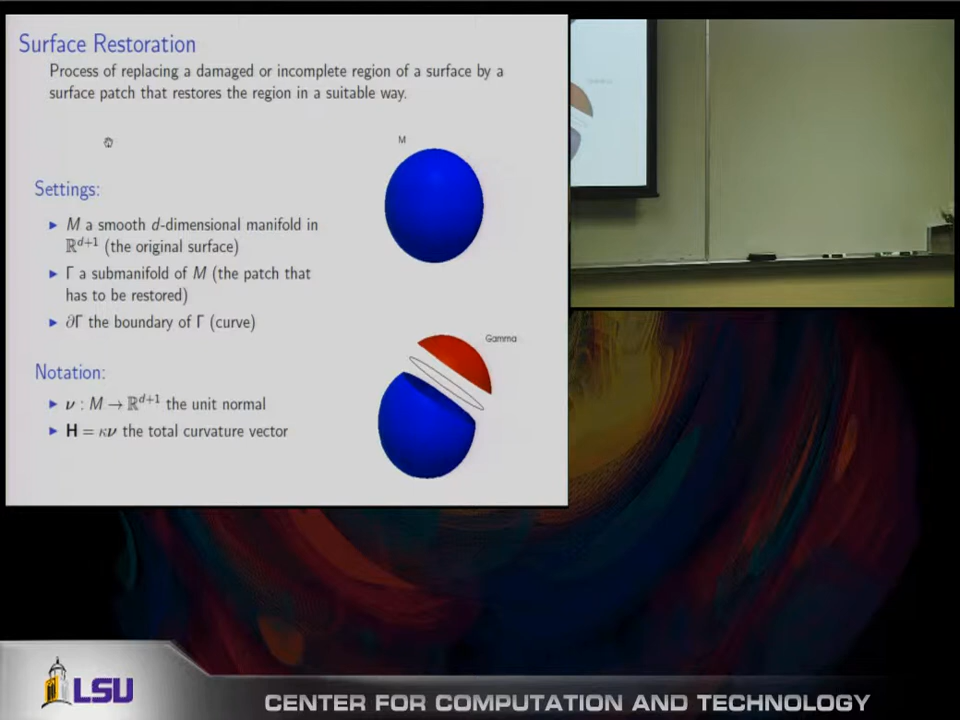 Surface Restoration
Process of replacing a damaged or incomplete region of a surface by a
surface patch that restores the region in a suitable way.
M
Settings:
▶ M a smooth d-dimensional manifold in
ℝ^{d+1} (the original surface)
▶ Γ a submanifold of M (the patch that
has to be restored)
▶ ∂Γ the boundary of Γ (curve)
Gamma
Notation:
▶ ν : M → ℝ^{d+1} the unit normal
▶ H = κν the total curvature vector
LSU
CENTER FOR COMPUTATION AND TECHNOLOGY